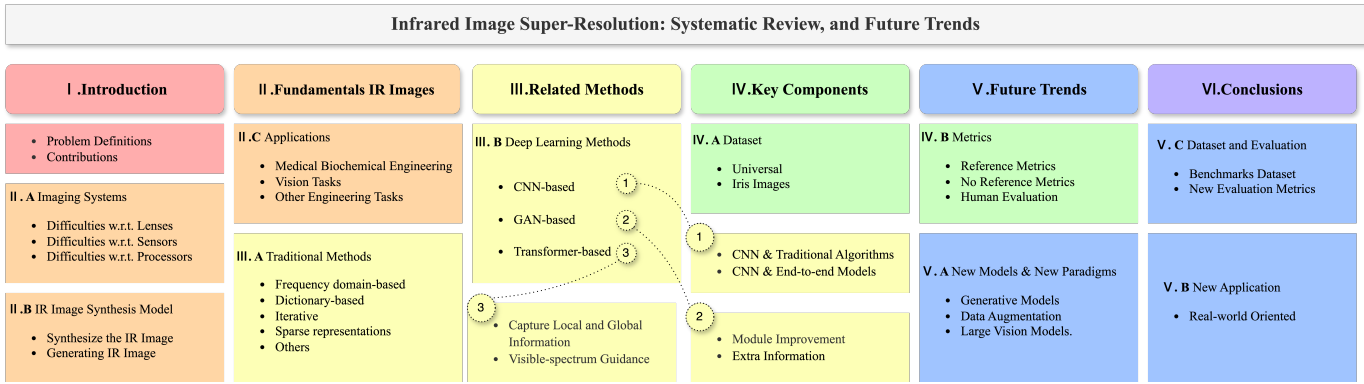 Infrared Image Super-Resolution: Systematic Review, and Future Trends
Ⅰ.Introduction
Ⅱ.Fundamentals IR Images
Ⅲ.Related Methods
Ⅳ.Key Components
Ⅴ.Future Trends
Ⅵ.Conclusions
• Problem Definitions
• Contributions
Ⅱ. A Imaging Systems
• Difficulties w.r.t. Lenses
• Difficulties w.r.t. Sensors
• Difficulties w.r.t. Processors
Ⅱ.B IR Image Synthesis Model
• Synthesize the IR Image
• Generating IR Image
Ⅱ.C Applications
• Medical Biochemical Engineering
• Vision Tasks
• Other Engineering Tasks
Ⅲ. A Traditional Methods
• Frequency domain-based
• Dictionary-based
• Iterative
• Sparse representations
• Others
Ⅲ. B Deep Learning Methods
• CNN-based 1
• GAN-based 2
• Transformer-based 3
3
• Capture Local and Global
Information
• Visible-spectrum Guidance
Ⅳ. A Dataset
• Universal
• Iris Images
1
• CNN & Traditional Algorithms
• CNN & End-to-end Models
2
• Module Improvement
• Extra Information
Ⅳ. B Metrics
• Reference Metrics
• No Reference Metrics
• Human Evaluation
Ⅴ. A New Models & New Paradigms
• Generative Models
• Data Augmentation
• Large Vision Models.
Ⅴ. C Dataset and Evaluation
• Benchmarks Dataset
• New Evaluation Metrics
Ⅴ. B New Application
• Real-world Oriented